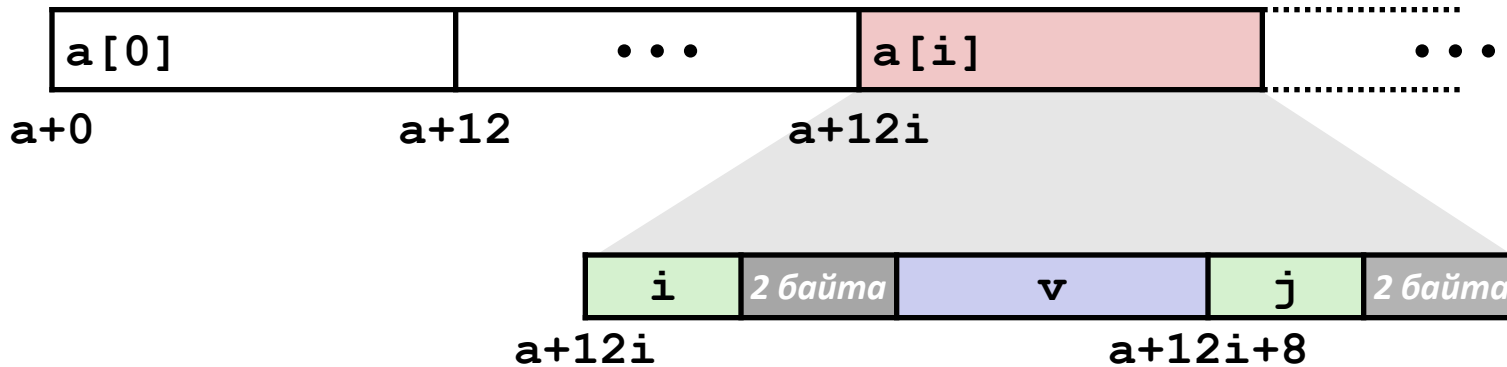 a[0] • • • a[i] • • •
a+0 a+12 a+12i
i 2 байта v j 2 байта
a+12i a+12i+8